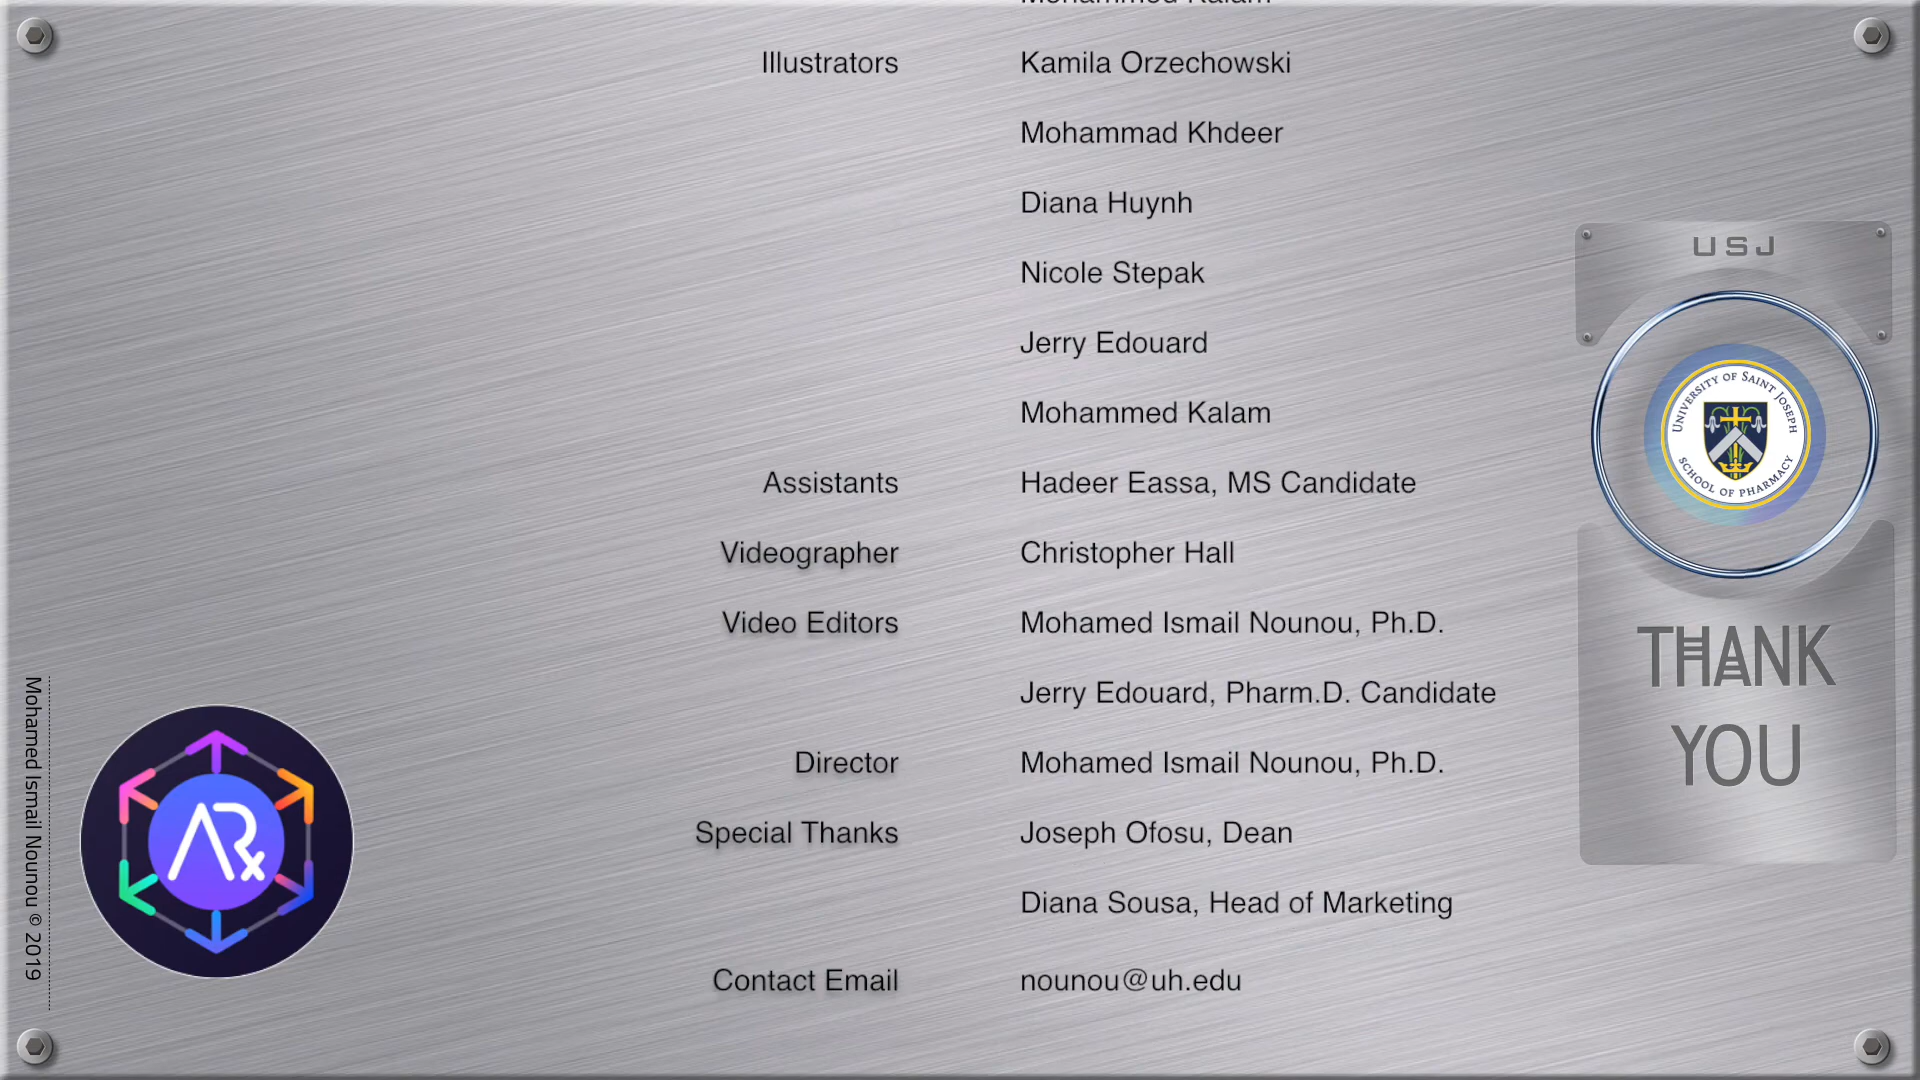 Mohammed Kalam
Illustrators Kamila Orzechowski
Mohammad Khdeer
Diana Huynh
Nicole Stepak
Jerry Edouard
Mohammed Kalam
Assistants Hadeer Eassa, MS Candidate
Videographer Christopher Hall
Video Editors Mohamed Ismail Nounou, Ph.D.
Jerry Edouard, Pharm.D. Candidate
Director Mohamed Ismail Nounou, Ph.D.
Special Thanks Joseph Ofosu, Dean
Diana Sousa, Head of Marketing
Contact Email nounou@uh.edu
USJ
UNIVERSITY OF SAINT JOSEPH
SCHOOL OF PHARMACY
THANK
YOU
Mohamed Ismail Nounou © 2019
ARx